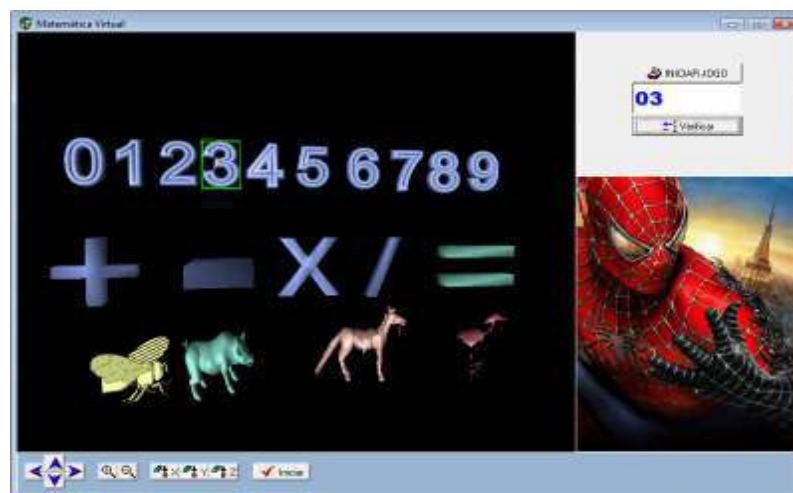 Matemática Virtual
INICIAR JOGO
03
Verificar
0123456789
+ - X / =
X Y Z
Iniciar